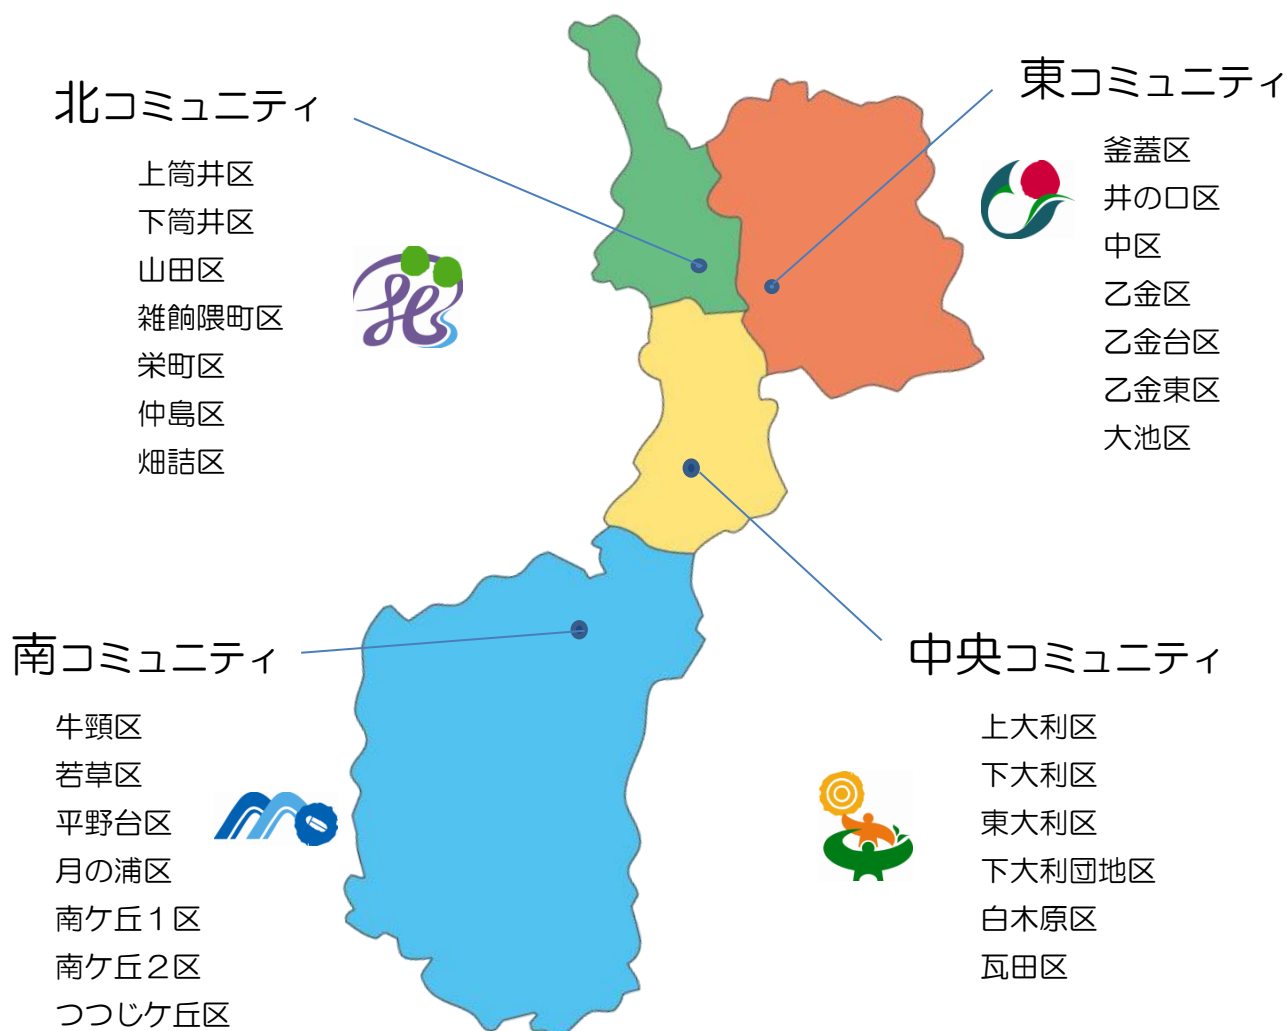 北コミュニティ
上筒井区
下筒井区
山田区
雑餉隈町区
栄町区
仲島区
畑詰区
東コミュニティ
釜蓋区
井の口区
中区
乙金区
乙金台区
乙金東区
大池区
南コミュニティ
牛頸区
若草区
平野台区
月の浦区
南ケ丘１区
南ケ丘２区
つつじケ丘区
中央コミュニティ
上大利区
下大利区
東大利区
下大利団地区
白木原区
瓦田区